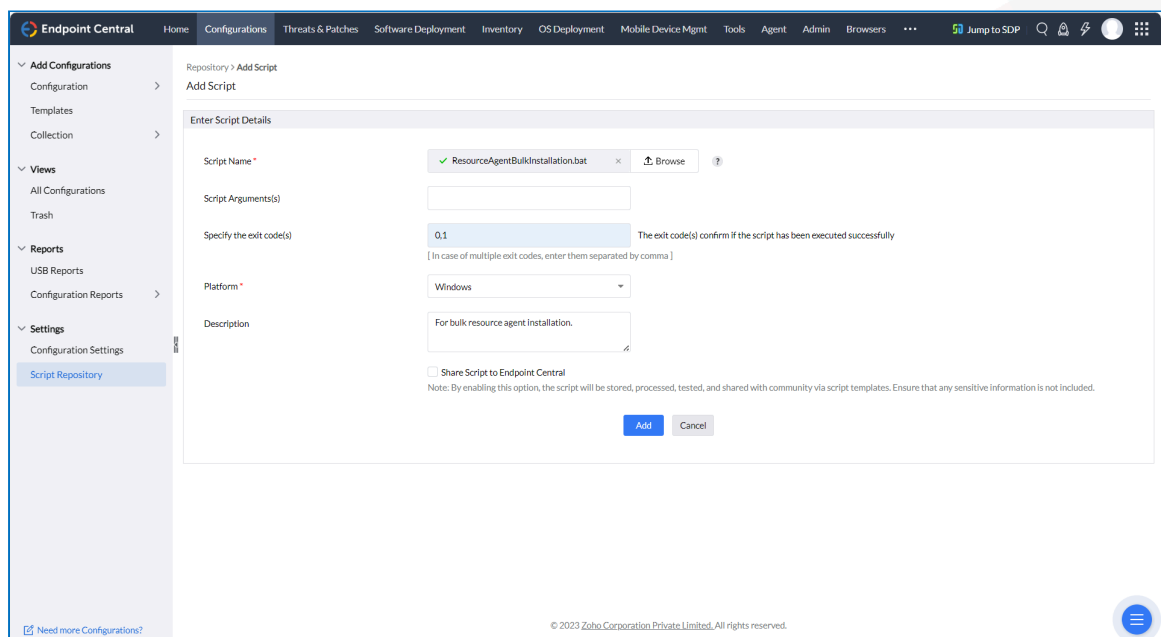 Endpoint Central Home Configurations Threats & Patches Software Deployment Inventory OS Deployment Mobile Device Mgmt Tools Agent Admin Browsers ••• Jump to SDP
Add Configurations
Configuration
Templates
Collection
Views
All Configurations
Trash
Reports
USB Reports
Configuration Reports
Settings
Configuration Settings
Script Repository
Need more Configurations?
Repository > Add Script
Add Script
Enter Script Details
Script Name * ResourceAgentBulkInstallation.bat × Browse ?
Script Arguments(s)
Specify the exit code(s) 0,1 The exit code(s) confirm if the script has been executed successfully
[ In case of multiple exit codes, enter them separated by comma ]
Platform * Windows
Description For bulk resource agent installation.
Share Script to Endpoint Central
Note: By enabling this option, the script will be stored, processed, tested, and shared with community via script templates. Ensure that any sensitive information is not included.
Add Cancel
© 2023 Zoho Corporation Private Limited. All rights reserved.